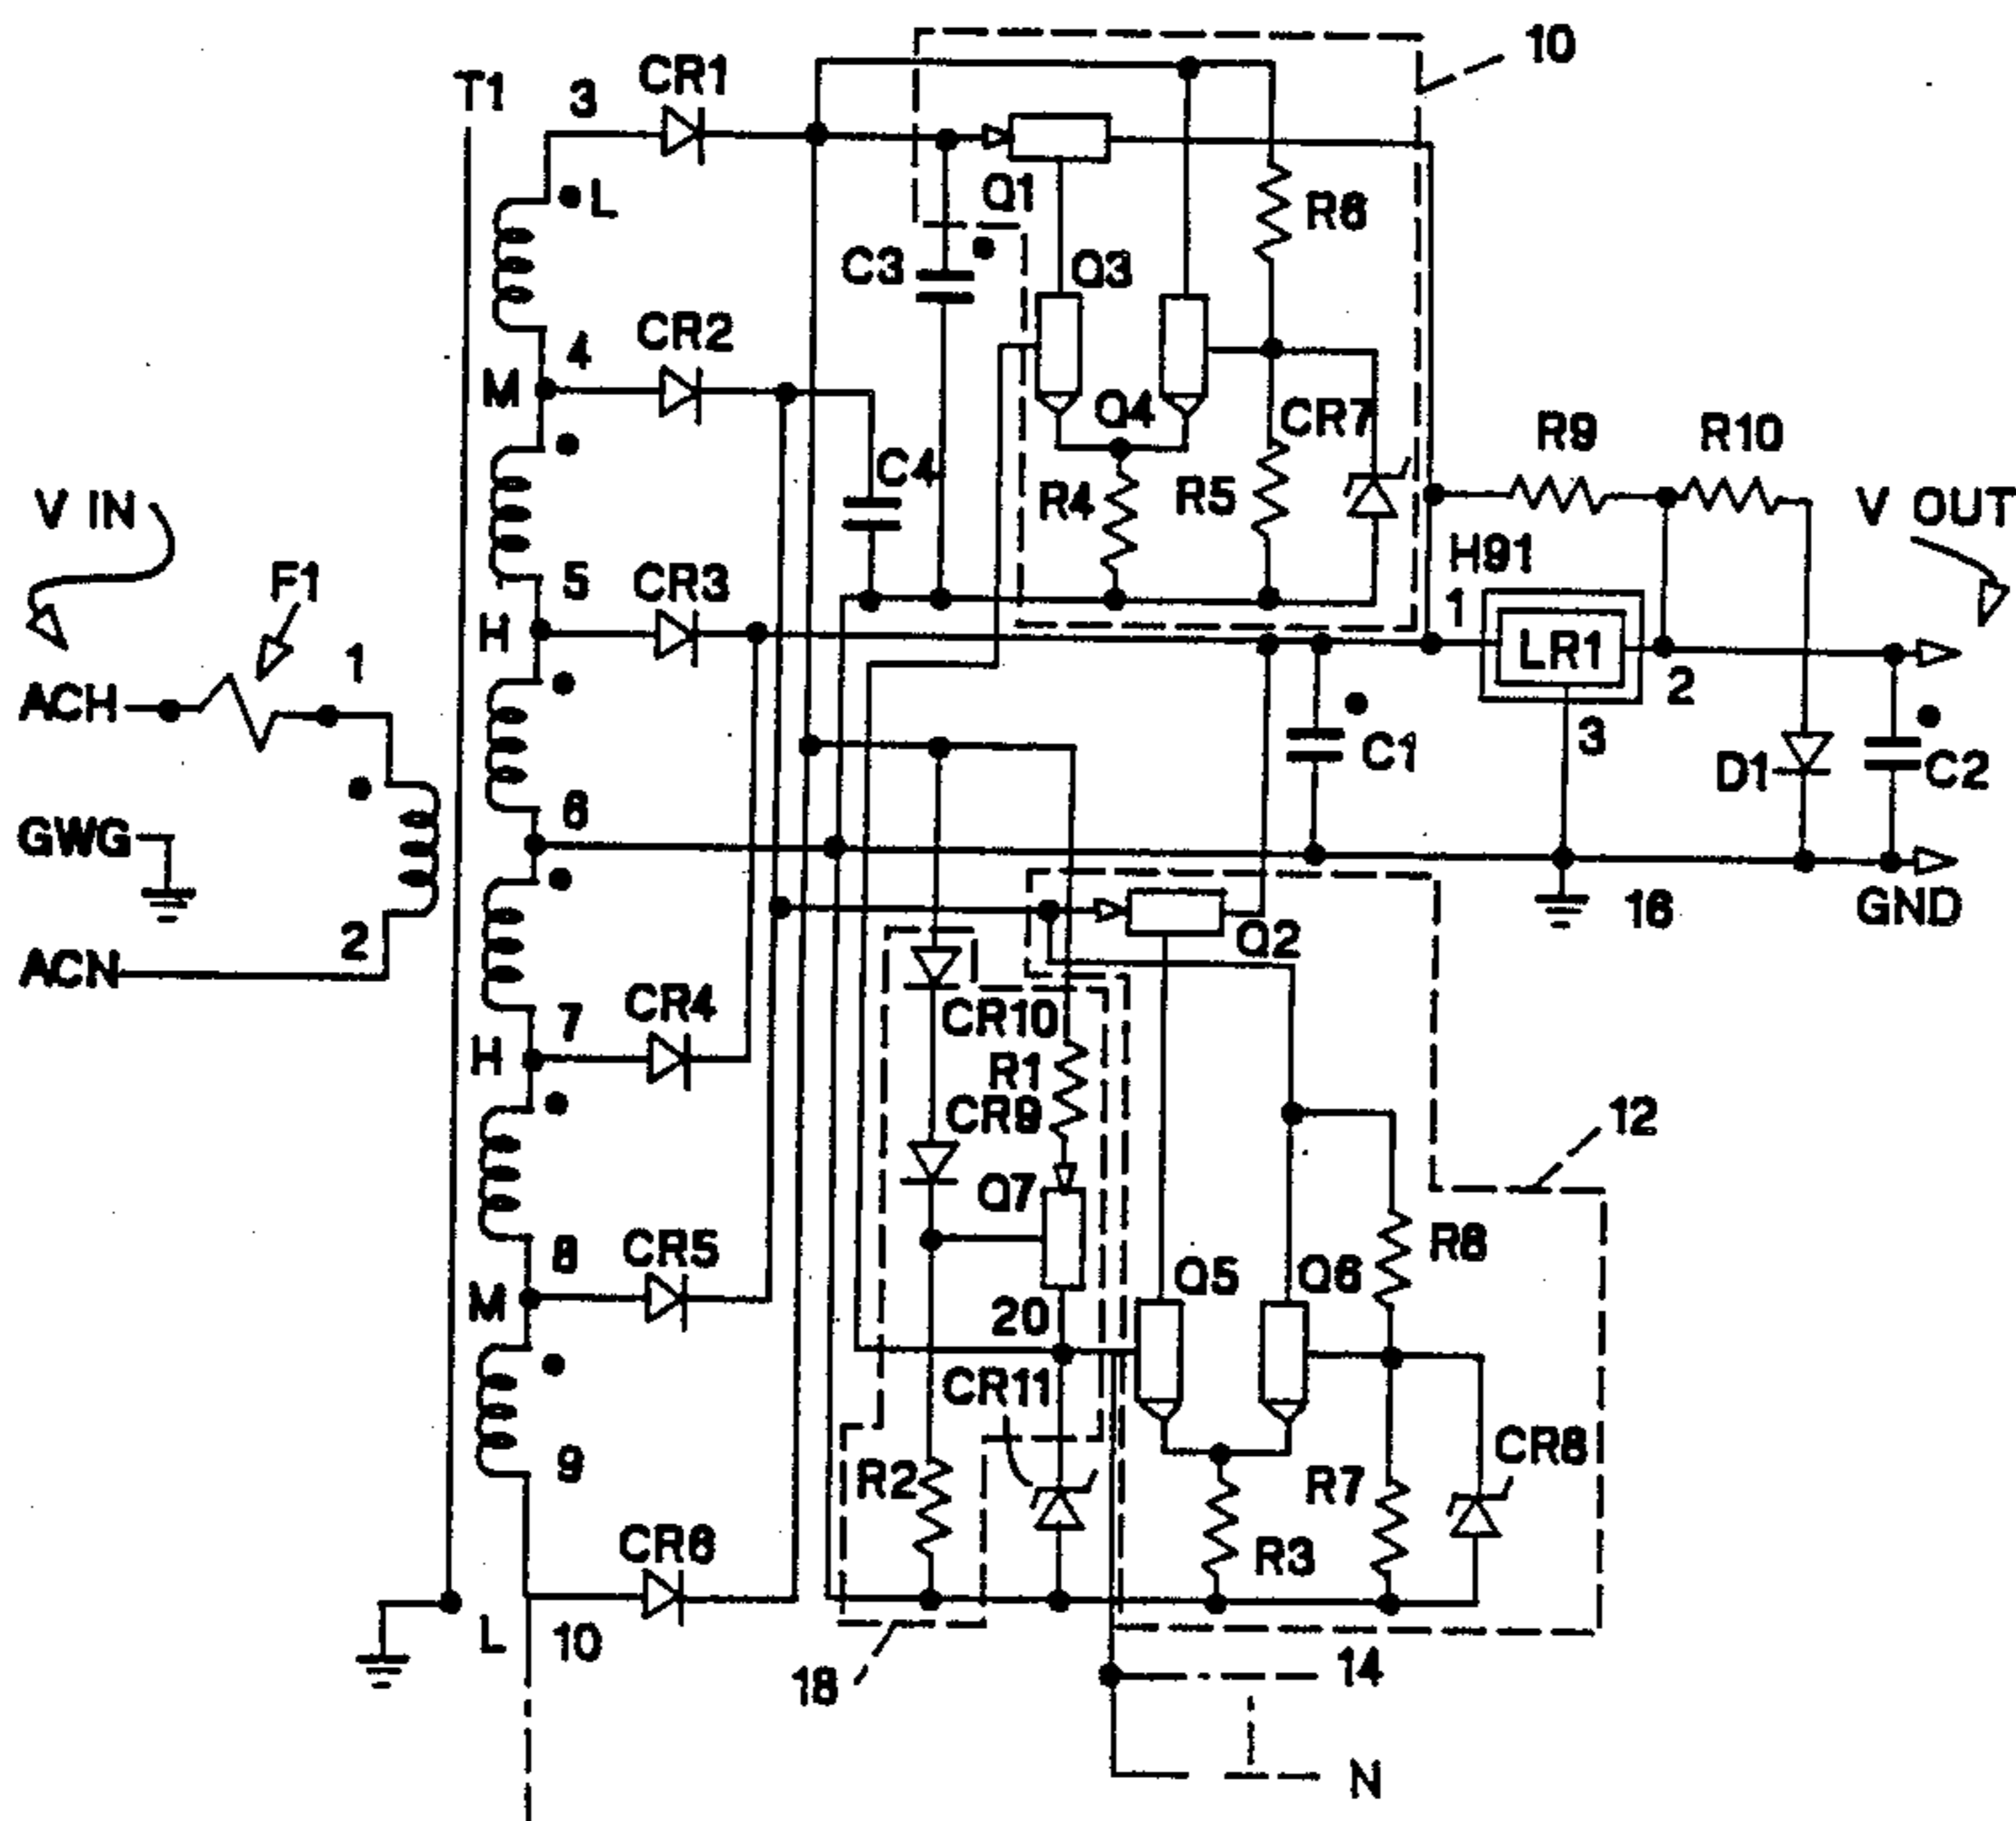 10
T1
3
CR1
L
Q1
R6
C3
Q3
4
CR2
M
Q4
CR7
C4
R4
R5
R9
R10
V IN
V OUT
F1
5
CR3
H
H91
1
LR1
2
3
ACH
1
C1
D1
C2
6
GWG
16
GND
2
Q2
ACN
7
CR4
H
CR10
R1
CR9
12
Q7
R8
8
CR5
M
Q5
Q6
20
CR11
9
R2
R7
CR8
R3
CR6
L
10
18
14
N